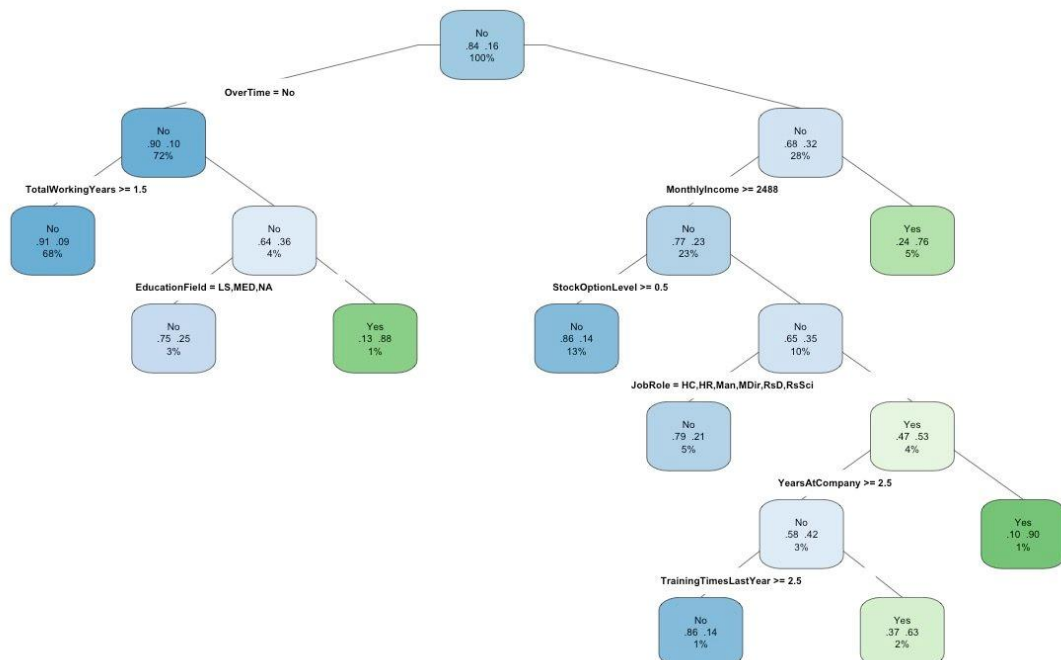 No
.84 .16
100%
OverTime = No
No
.90 .10
72%
No
.68 .32
28%
TotalWorkingYears >= 1.5
MonthlyIncome >= 2488
No
.91 .09
68%
No
.64 .36
4%
No
.77 .23
23%
Yes
.24 .76
5%
EducationField = LS,MED,NA
StockOptionLevel >= 0.5
No
.75 .25
3%
Yes
.13 .88
1%
No
.86 .14
13%
No
.65 .35
10%
JobRole = HC,HR,Man,MDir,RsD,RsSci
No
.79 .21
5%
Yes
.47 .53
4%
YearsAtCompany >= 2.5
No
.58 .42
3%
Yes
.10 .90
1%
TrainingTimesLastYear >= 2.5
No
.86 .14
1%
Yes
.37 .63
2%